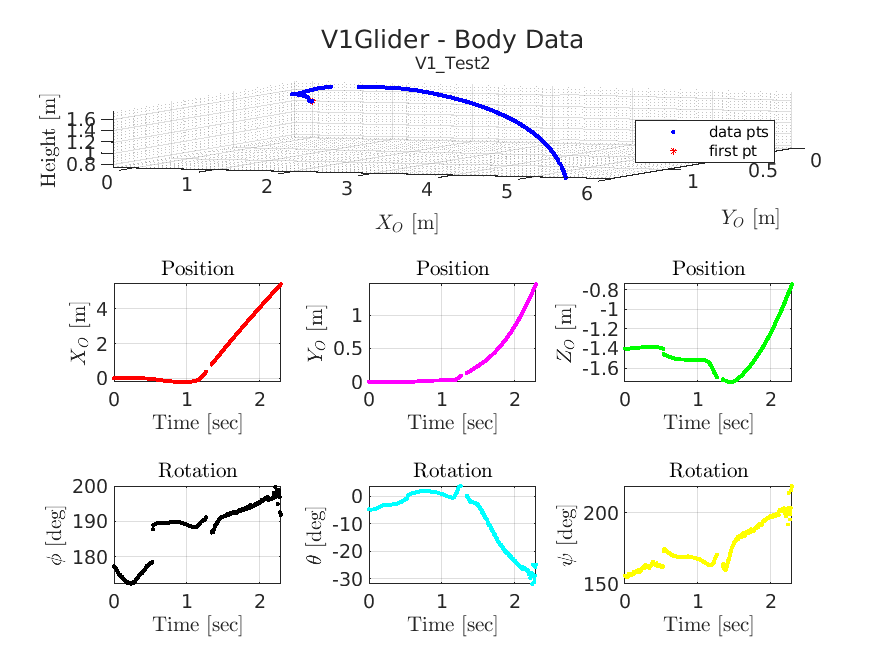 V1Glider - Body Data
V1_Test2
Height [m]
1.6
1.4
1.2
1
0.8
0 1 2 3 4 5 6
1 0.5 0
X_O [m]
Y_O [m]
data pts
first pt
Position
X_O [m]
4
2
0
0 1 2
Time [sec]
Position
Y_O [m]
1
0.5
0
0 1 2
Time [sec]
Position
Z_O [m]
-0.8
-1
-1.2
-1.4
-1.6
0 1 2
Time [sec]
Rotation
ϕ [deg]
200
190
180
0 1 2
Time [sec]
Rotation
θ [deg]
0
-10
-20
-30
0 1 2
Time [sec]
Rotation
ψ [deg]
200
150
0 1 2
Time [sec]